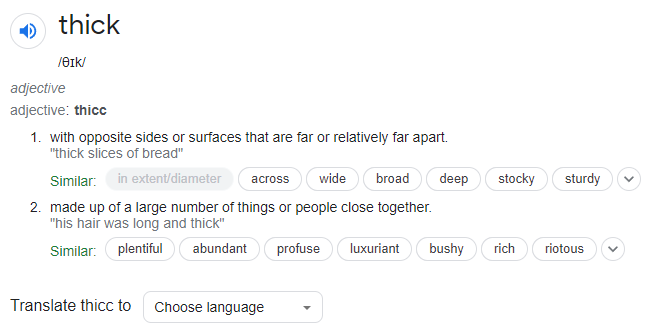 thick
/θɪk/
adjective
adjective: thicc
1. with opposite sides or surfaces that are far or relatively far apart.
"thick slices of bread"
Similar: in extent/diameter across wide broad deep stocky sturdy
2. made up of a large number of things or people close together.
"his hair was long and thick"
Similar: plentiful abundant profuse luxuriant bushy rich riotous
Translate thicc to Choose language